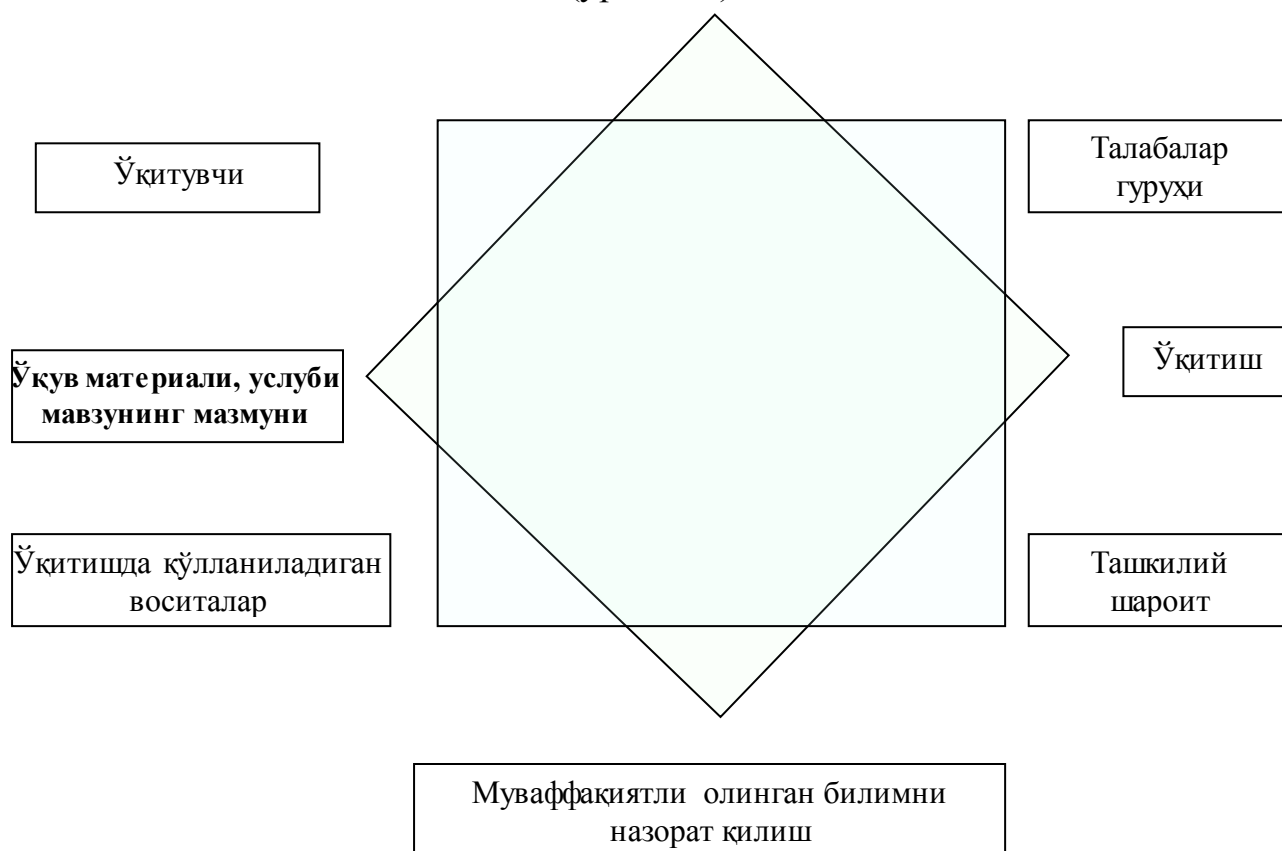 Ўқитувчи
Талабалар
гуруҳи
Ўқув материали, услуби
мавзунинг мазмуни
Ўқитиш
Ўқитишда қўлланиладиган
воситалар
Ташкилий
шароит
Муваффақиятли олинган билимни
назорат қилиш